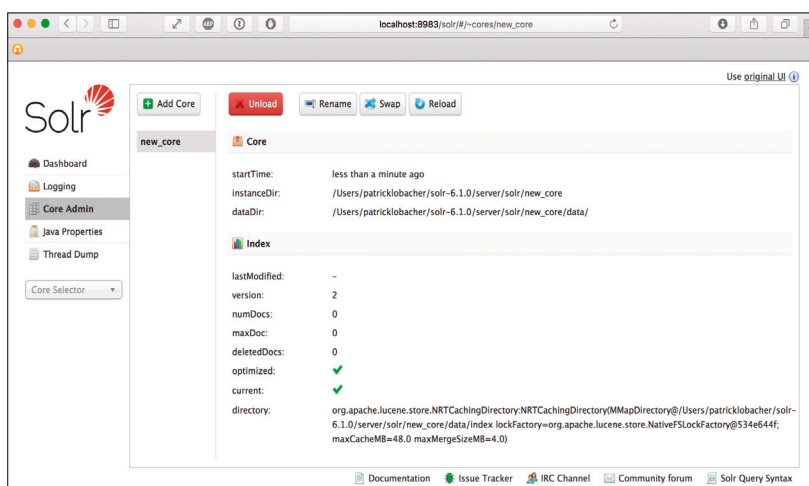 localhost:8983/solr/#/~cores/new_core
ABP
Use original UI
Solr
Add Core
Unload
Rename
Swap
Reload
new_core
Core
Dashboard
Logging
Core Admin
Java Properties
Thread Dump
Core Selector
startTime: less than a minute ago
instanceDir: /Users/patricklobacher/solr-6.1.0/server/solr/new_core
dataDir: /Users/patricklobacher/solr-6.1.0/server/solr/new_core/data/
Index
lastModified: –
version: 2
numDocs: 0
maxDoc: 0
deletedDocs: 0
optimized:
current:
directory: org.apache.lucene.store.NRTCachingDirectory:NRTCachingDirectory(MMapDirectory@/Users/patricklobacher/solr-
6.1.0/server/solr/new_core/data/index lockFactory=org.apache.lucene.store.NativeFSLockFactory@534e644f;
maxCacheMB=48.0 maxMergeSizeMB=4.0)
Documentation
Issue Tracker
IRC Channel
Community forum
Solr Query Syntax